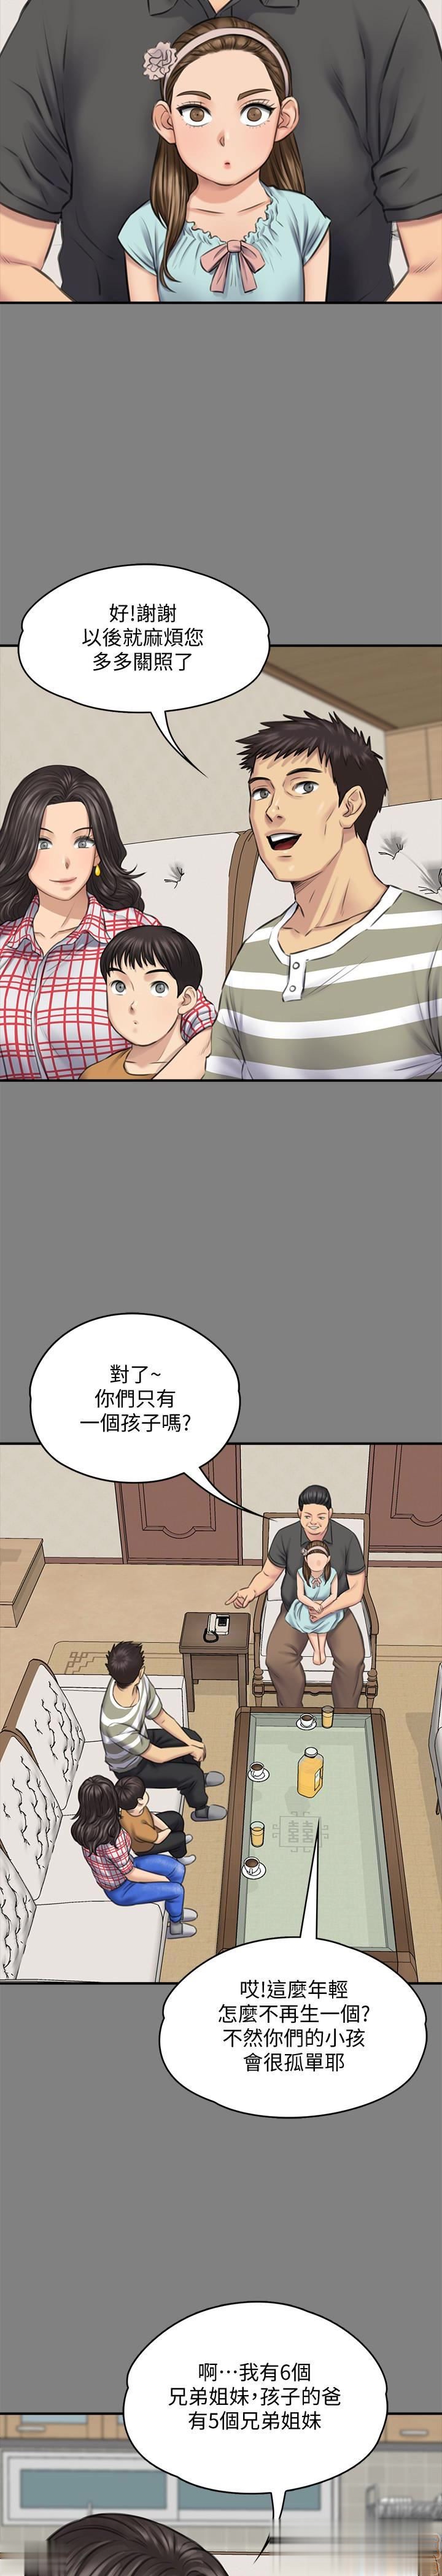 好!謝謝
以後就麻煩您
多多關照了
對了~
你們只有
一個孩子嗎?
哎!這麼年輕
怎麼不再生一個?
不然你們的小孩
會很孤單耶
啊⋯我有6個
兄弟姐妹,孩子的爸
有5個兄弟姐妹